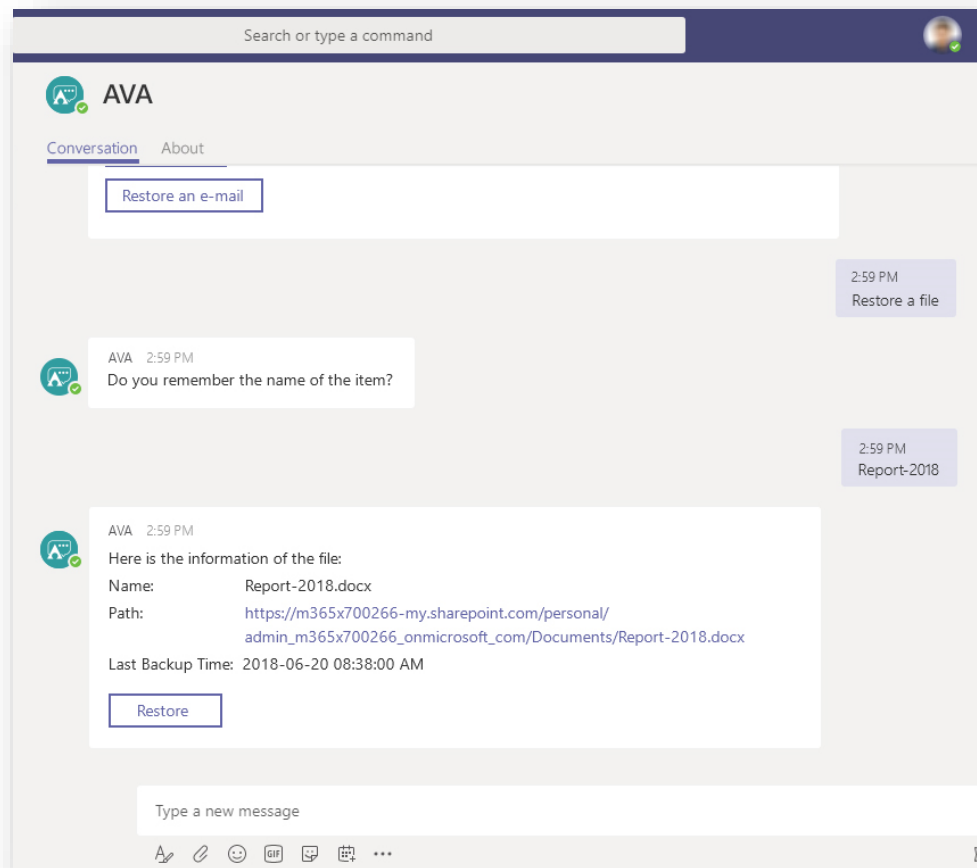 Search or type a command
AVA
Conversation About
Restore an e-mail
2:59 PM
Restore a file
AVA 2:59 PM
Do you remember the name of the item?
2:59 PM
Report-2018
AVA 2:59 PM
Here is the information of the file:
Name: Report-2018.docx
Path: https://m365x700266-my.sharepoint.com/personal/
admin_m365x700266_onmicrosoft_com/Documents/Report-2018.docx
Last Backup Time: 2018-06-20 08:38:00 AM
Restore
Type a new message
GIF